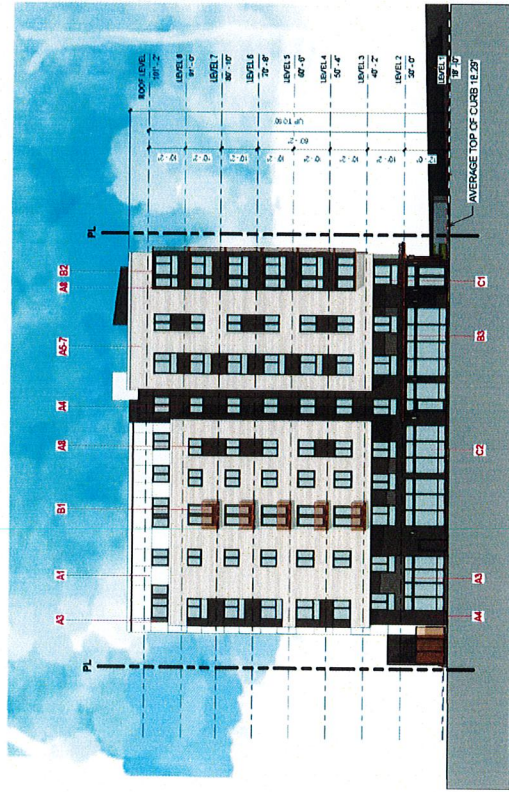 ROOF LEVEL
101'-2"
LEVEL 8
91'-0"
LEVEL 7
80'-10"
LEVEL 6
70'-8"
LEVEL 5
60'-6"
LEVEL 4
50'-4"
LEVEL 3
40'-2"
LEVEL 2
30'-0"
LEVEL 1
18'-0"
AVERAGE TOP OF CURB 18.29'
10'-2"
10'-2"
10'-2"
10'-2"
10'-2"
10'-2"
10'-2"
12'-0"
PL
PL
A3
A1
B1
A8
A4
A5-7
A8 B2
A4
A3
C2
B3
C1